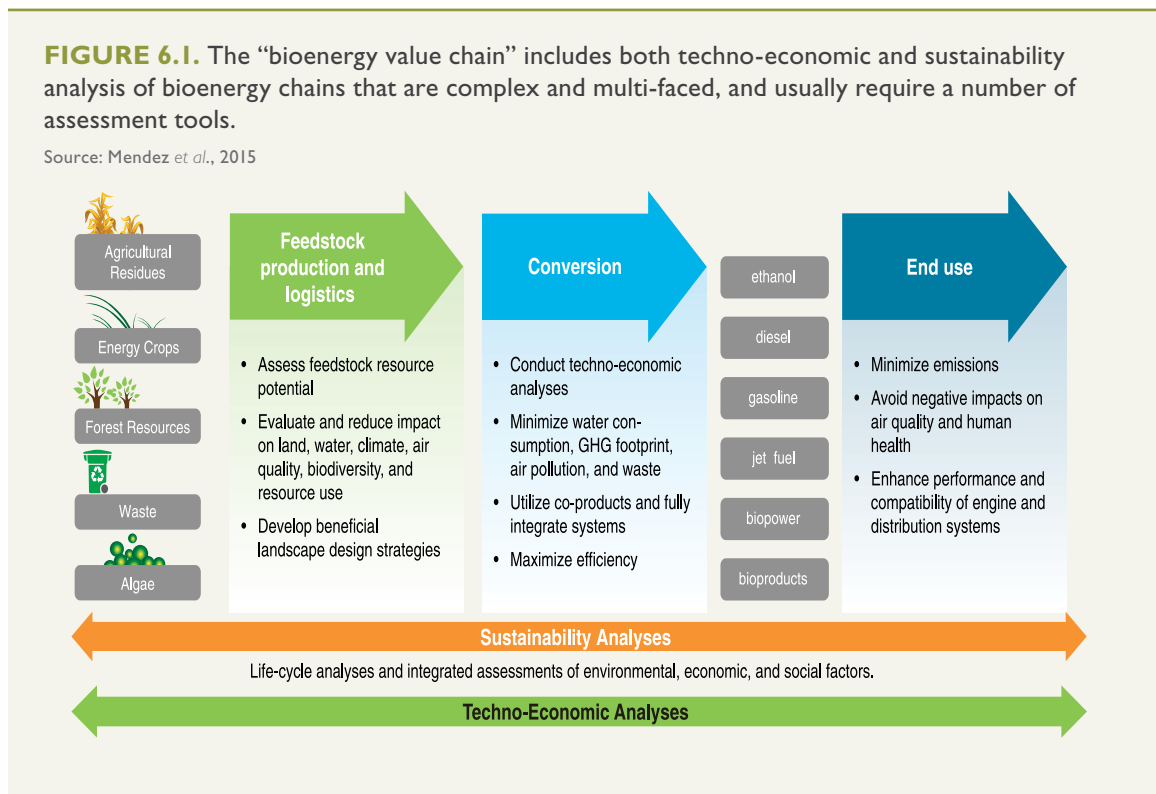 FIGURE 6.1. The “bioenergy value chain” includes both techno-economic and sustainability
analysis of bioenergy chains that are complex and multi-faced, and usually require a number of
assessment tools.
Source: Mendez et al., 2015
Agricultural
Residues
Energy Crops
Forest Resources
Waste
Algae
Feedstock
production and
logistics
• Assess feedstock resource
potential
• Evaluate and reduce impact
on land, water, climate, air
quality, biodiversity, and
resource use
• Develop beneficial
landscape design strategies
Conversion
• Conduct techno-economic
analyses
• Minimize water con-
sumption, GHG footprint,
air pollution, and waste
• Utilize co-products and fully
integrate systems
• Maximize efficiency
ethanol
diesel
gasoline
jet fuel
biopower
bioproducts
End use
• Minimize emissions
• Avoid negative impacts on
air quality and human
health
• Enhance performance and
compatibility of engine and
distribution systems
Sustainability Analyses
Life-cycle analyses and integrated assessments of environmental, economic, and social factors.
Techno-Economic Analyses